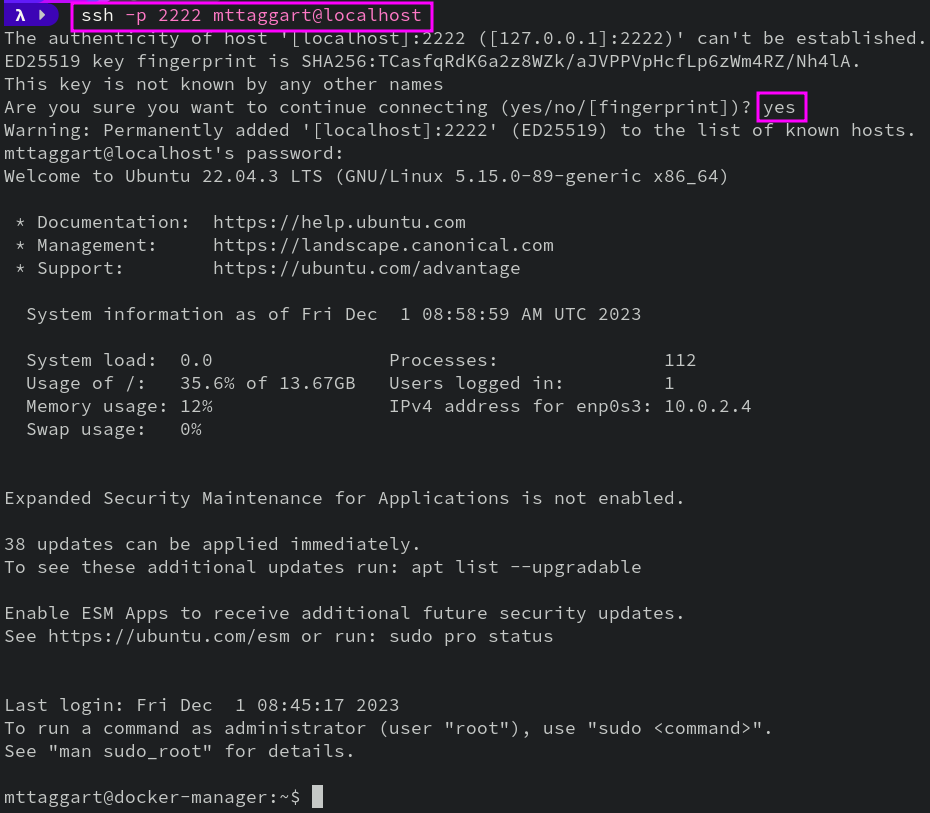 λ ssh -p 2222 mttaggart@localhost
The authenticity of host '[localhost]:2222 ([127.0.0.1]:2222)' can't be established.
ED25519 key fingerprint is SHA256:TCasfqRdK6a2z8WZk/aJVPPVpHcfLp6zWm4RZ/Nh4lA.
This key is not known by any other names
Are you sure you want to continue connecting (yes/no/[fingerprint])? yes
Warning: Permanently added '[localhost]:2222' (ED25519) to the list of known hosts.
mttaggart@localhost's password:
Welcome to Ubuntu 22.04.3 LTS (GNU/Linux 5.15.0-89-generic x86_64)

 * Documentation:  https://help.ubuntu.com
 * Management:     https://landscape.canonical.com
 * Support:        https://ubuntu.com/advantage

  System information as of Fri Dec  1 08:58:59 AM UTC 2023

  System load:  0.0                Processes:               112
  Usage of /:   35.6% of 13.67GB   Users logged in:         1
  Memory usage: 12%                IPv4 address for enp0s3: 10.0.2.4
  Swap usage:   0%

Expanded Security Maintenance for Applications is not enabled.

38 updates can be applied immediately.
To see these additional updates run: apt list --upgradable

Enable ESM Apps to receive additional future security updates.
See https://ubuntu.com/esm or run: sudo pro status

Last login: Fri Dec  1 08:45:17 2023
To run a command as administrator (user "root"), use "sudo <command>".
See "man sudo_root" for details.

mttaggart@docker-manager:~$